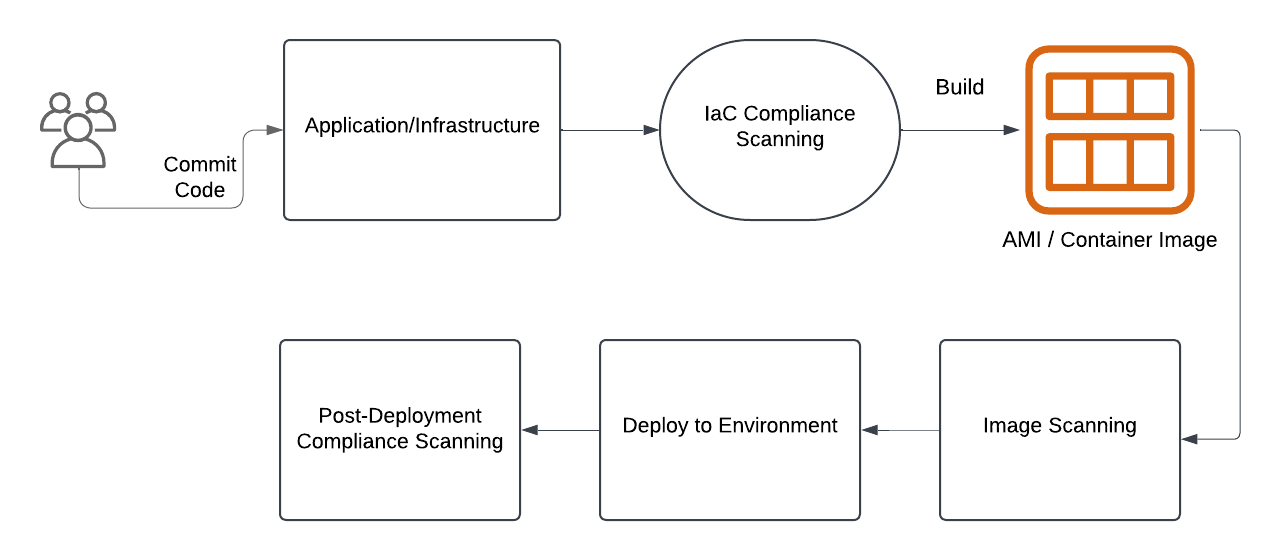 Commit
Code
Application/Infrastructure
IaC Compliance
Scanning
Build
AMI / Container Image
Image Scanning
Deploy to Environment
Post-Deployment
Compliance Scanning